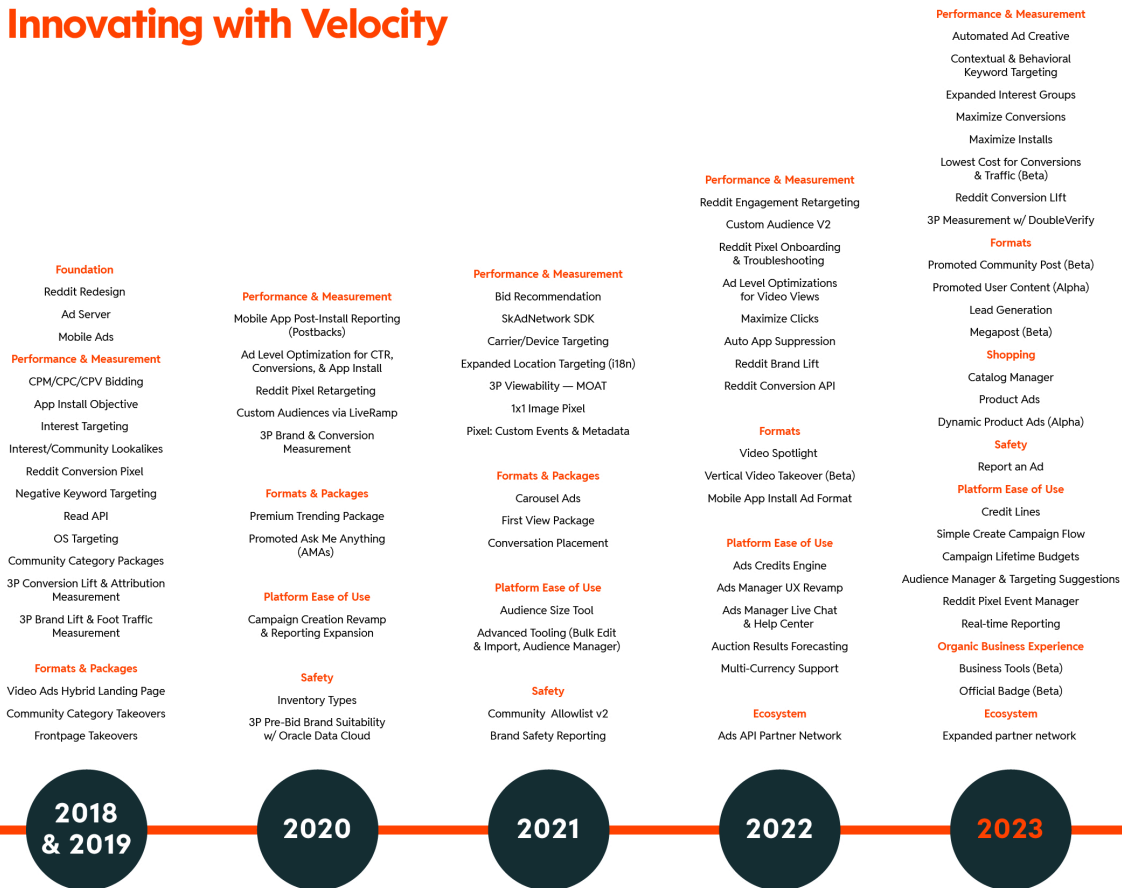 Innovating with Velocity
Foundation
Reddit Redesign
Ad Server
Mobile Ads
Performance & Measurement
CPM/CPC/CPV Bidding
App Install Objective
Interest Targeting
Interest/Community Lookalikes
Reddit Conversion Pixel
Negative Keyword Targeting
Read API
OS Targeting
Community Category Packages
3P Conversion Lift & Attribution
Measurement
3P Brand Lift & Foot Traffic
Measurement
Formats & Packages
Video Ads Hybrid Landing Page
Community Category Takeovers
Frontpage Takeovers
2018
& 2019
Performance & Measurement
Mobile App Post-Install Reporting
(Postbacks)
Ad Level Optimization for CTR,
Conversions, & App Install
Reddit Pixel Retargeting
Custom Audiences via LiveRamp
3P Brand & Conversion
Measurement
Formats & Packages
Premium Trending Package
Promoted Ask Me Anything
(AMAs)
Platform Ease of Use
Campaign Creation Revamp
& Reporting Expansion
Safety
Inventory Types
3P Pre-Bid Brand Suitability
w/ Oracle Data Cloud
2020
Performance & Measurement
Bid Recommendation
SkAdNetwork SDK
Carrier/Device Targeting
Expanded Location Targeting (i18n)
3P Viewability — MOAT
1x1 Image Pixel
Pixel: Custom Events & Metadata
Formats & Packages
Carousel Ads
First View Package
Conversation Placement
Platform Ease of Use
Audience Size Tool
Advanced Tooling (Bulk Edit
& Import, Audience Manager)
Safety
Community Allowlist v2
Brand Safety Reporting
2021
Performance & Measurement
Reddit Engagement Retargeting
Custom Audience V2
Reddit Pixel Onboarding
& Troubleshooting
Ad Level Optimizations
for Video Views
Maximize Clicks
Auto App Suppression
Reddit Brand Lift
Reddit Conversion API
Formats
Video Spotlight
Vertical Video Takeover (Beta)
Mobile App Install Ad Format
Platform Ease of Use
Ads Credits Engine
Ads Manager UX Revamp
Ads Manager Live Chat
& Help Center
Auction Results Forecasting
Multi-Currency Support
Ecosystem
Ads API Partner Network
2022
Performance & Measurement
Automated Ad Creative
Contextual & Behavioral
Keyword Targeting
Expanded Interest Groups
Maximize Conversions
Maximize Installs
Lowest Cost for Conversions
& Traffic (Beta)
Reddit Conversion LIft
3P Measurement w/ DoubleVerify
Formats
Promoted Community Post (Beta)
Promoted User Content (Alpha)
Lead Generation
Megapost (Beta)
Shopping
Catalog Manager
Product Ads
Dynamic Product Ads (Alpha)
Safety
Report an Ad
Platform Ease of Use
Credit Lines
Simple Create Campaign Flow
Campaign Lifetime Budgets
Audience Manager & Targeting Suggestions
Reddit Pixel Event Manager
Real-time Reporting
Organic Business Experience
Business Tools (Beta)
Official Badge (Beta)
Ecosystem
Expanded partner network
2023